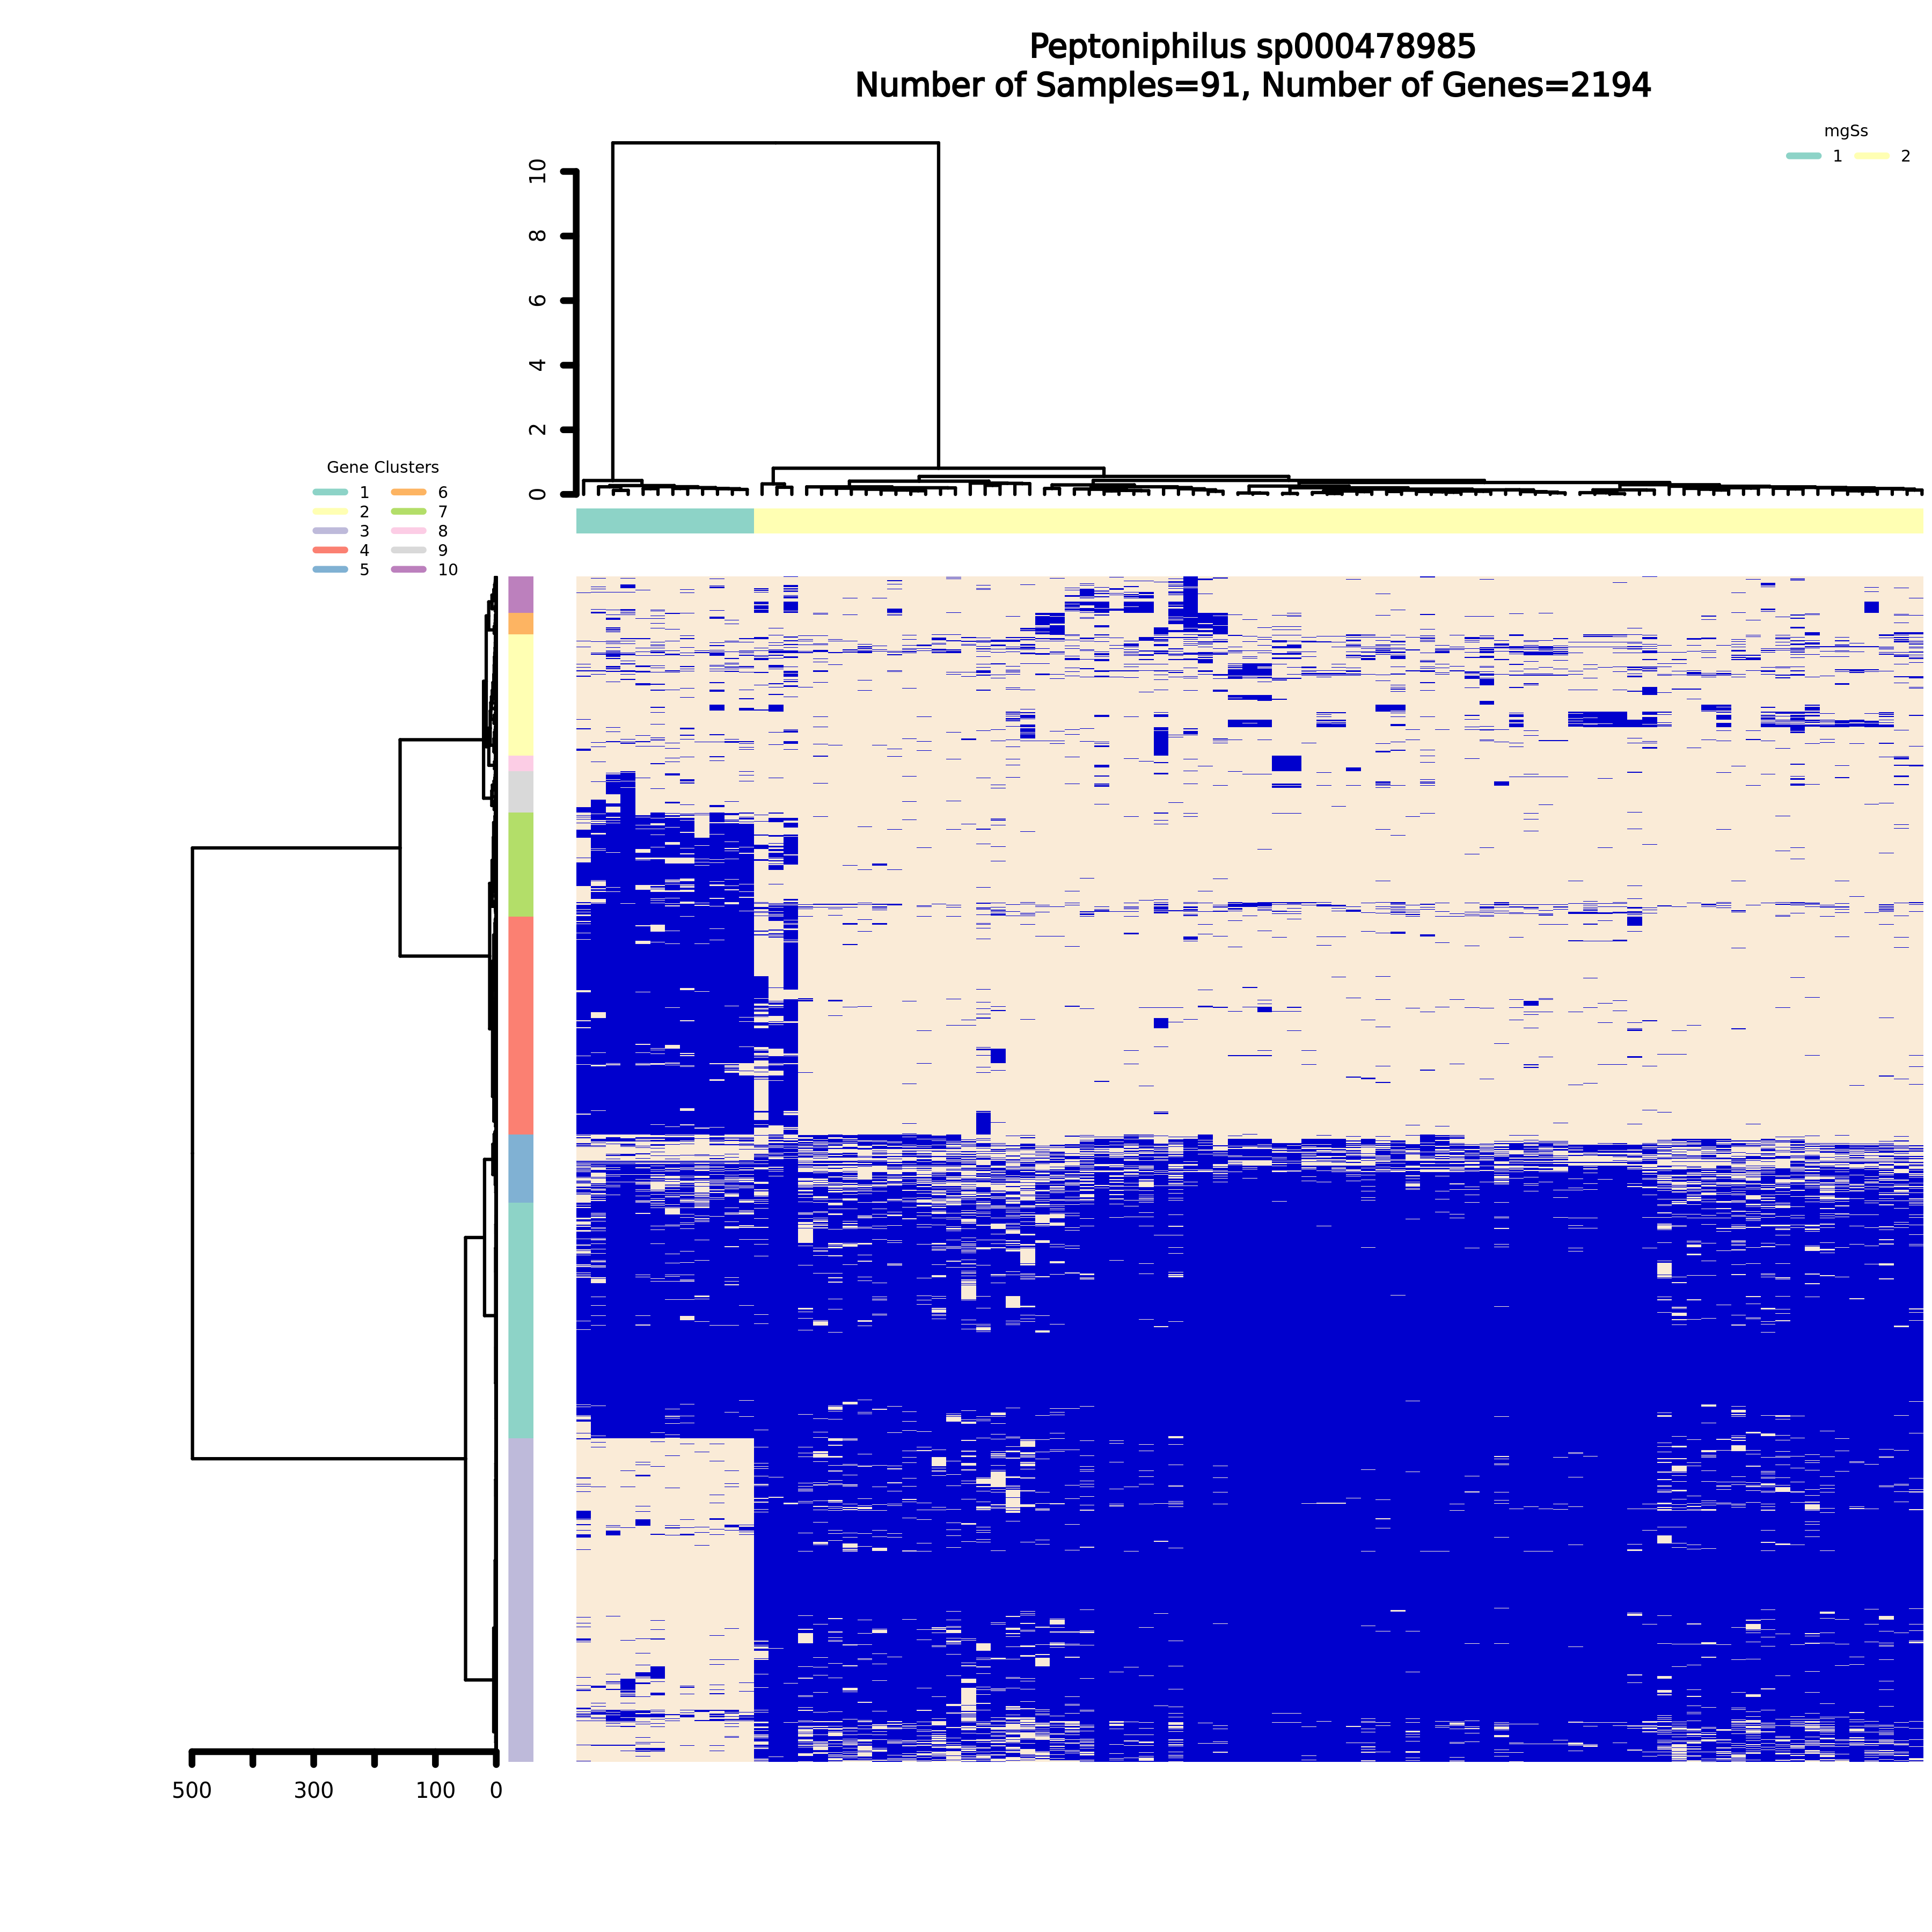 Peptoniphilus sp000478985
Number of Samples=91, Number of Genes=2194
mgSs
1 2
10
8
6
4
2
0
Gene Clusters
1 6
2 7
3 8
4 9
5 10
500 300 100 0